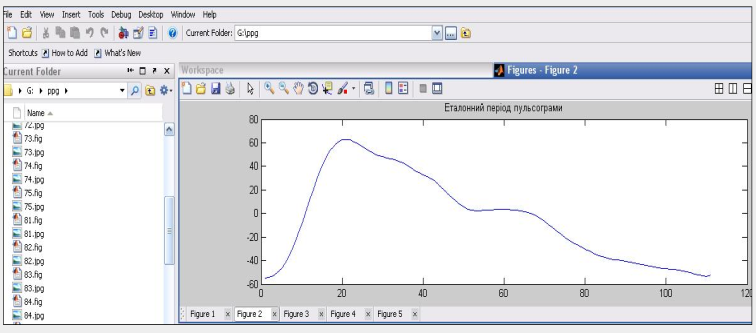 File Edit View Insert Tools Debug Desktop Window Help
Current Folder: G:\ppg
Shortcuts How to Add What's New
Current Folder
Workspace
Figures - Figure 2
G: ppg
Name
72.jpg
73.fig
73.jpg
74.fig
74.jpg
75.fig
75.jpg
81.fig
81.jpg
82.fig
82.jpg
83.fig
83.jpg
84.fig
84.jpg
Еталонний період пульсограми
80
60
40
20
0
-20
-40
-60
0 20 40 60 80 100 120
Figure 1 Figure 2 Figure 3 Figure 4 Figure 5